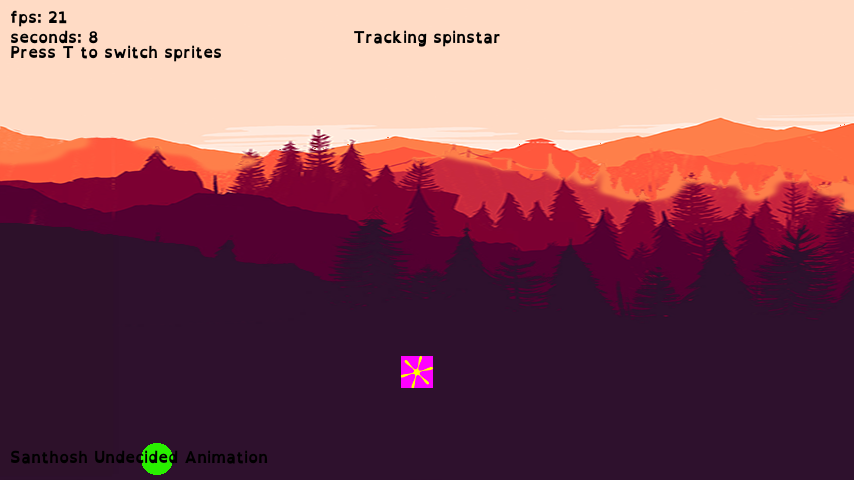 fps: 21
seconds: 8
Tracking spinstar
Press T to switch sprites
Santhosh Undecided Animation